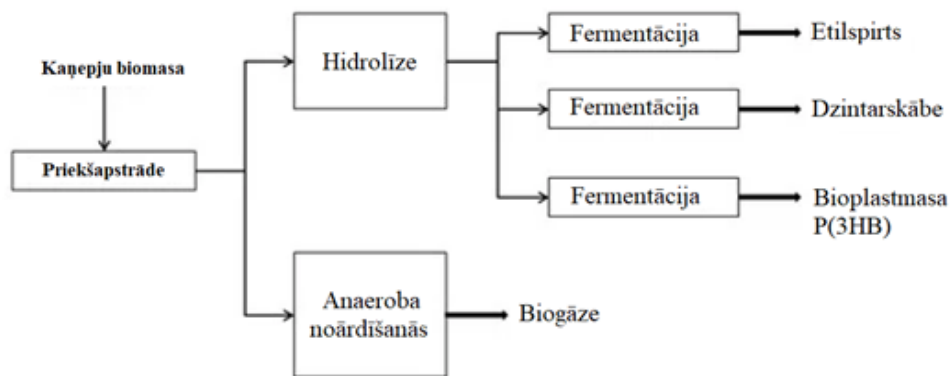 Kaņepju biomasa
Priekšapstrāde
Hidrolīze
Fermentācija
Etilspirts
Fermentācija
Dzintarskābe
Fermentācija
Bioplastmasa
P(3HB)
Anaeroba
noārdīšanās
Biogāze